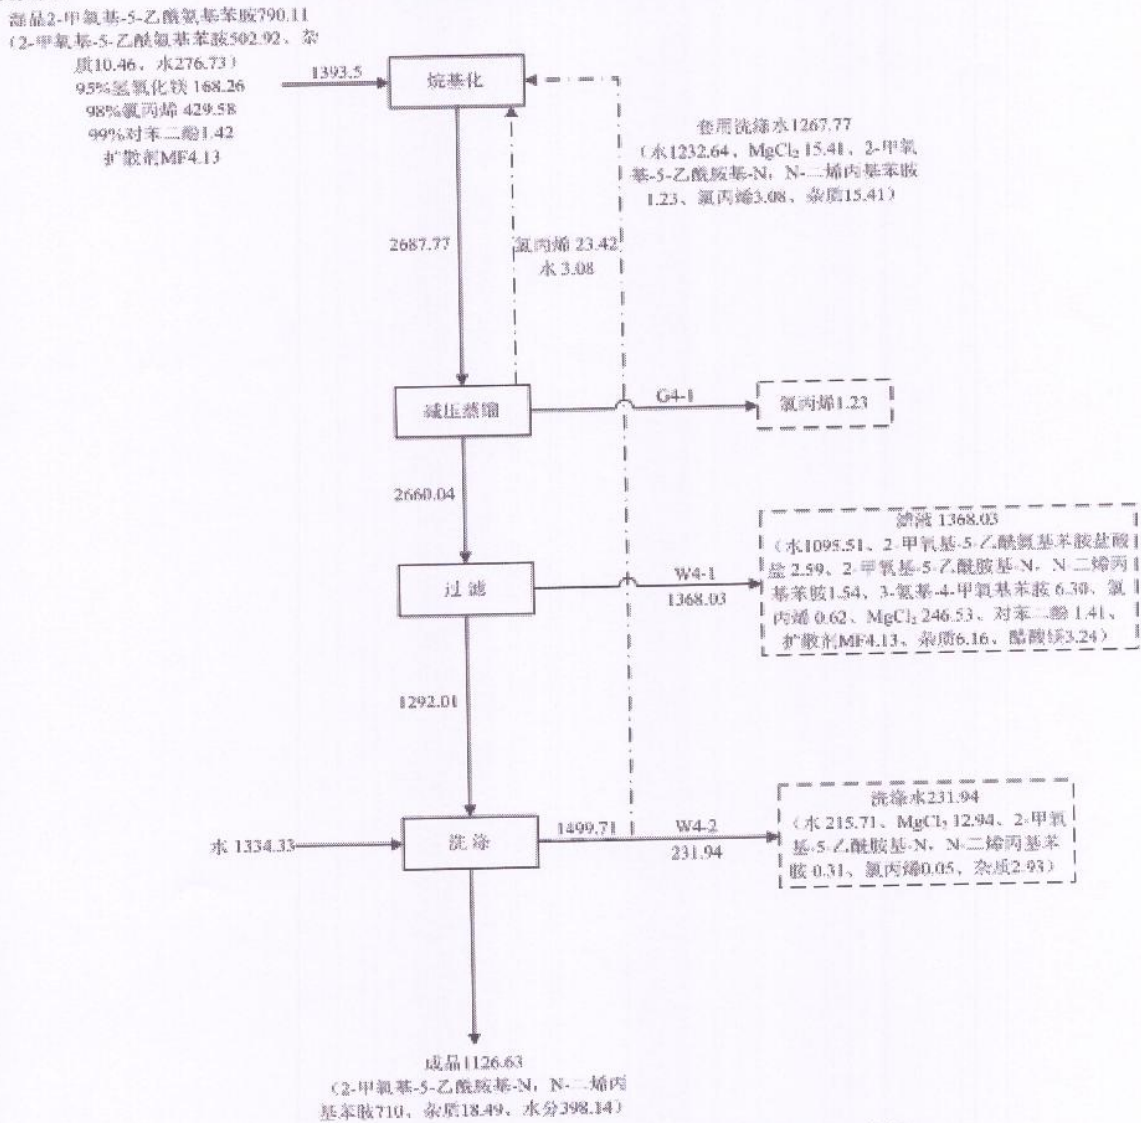 湿品2-甲氧基-5-乙酰氨基苯胺790.11
（2-甲氧基-5-乙酰氨基苯胺502.92、杂
质10.46，水276.73）
95%氢氧化镁 168.26
98%氯丙烯 429.58
99%对苯二酚1.42
扩散剂MF4.13
1393.5
烷基化
套用洗涤水1267.77
（水1232.64、MgCl₂ 15.41、2-甲氧
基-5-乙酰胺基-N，N-二烯丙基苯胺
1.23、氯丙烯3.08、杂质15.41）
2687.77
氯丙烯 23.42
水 3.08
减压蒸馏
G4-1
氯丙烯1.23
2660.04
滤液 1368.03
（水1095.51、2-甲氧基-5-乙酰氨基苯胺盐酸
盐 2.59、2-甲氧基-5-乙酰胺基-N，N-二烯丙
基苯胺1.54、3-氨基-4-甲氧基苯胺 6.30、氯
丙烯 0.62、MgCl₂ 246.53、对苯二酚 1.41、
扩散剂MF4.13、杂质6.16、醋酸镁3.24）
过 滤
W4-1
1368.03
1292.01
水 1334.33
洗 涤
1499.71
W4-2
231.94
洗涤水231.94
（水 215.71、MgCl₂ 12.94、2-甲氧
基-5-乙酰胺基-N，N-二烯丙基苯
胺 0.31、氯丙烯0.05、杂质2.93）
成品1126.63
（2-甲氧基-5-乙酰胺基-N，N-二烯丙
基苯胺710、杂质18.49、水分398.14）